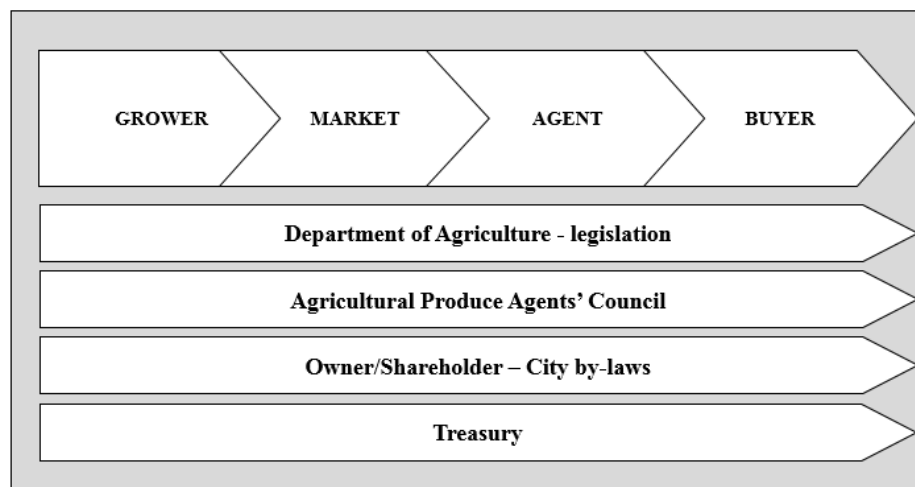 GROWER
MARKET
AGENT
BUYER
Department of Agriculture - legislation
Agricultural Produce Agents’ Council
Owner/Shareholder – City by-laws
Treasury